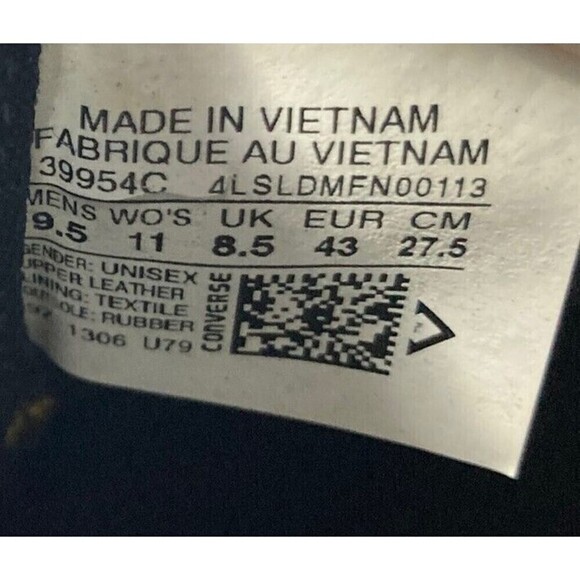 MADE IN VIETNAM
FABRIQUE AU VIETNAM
39954C 4LSLDMFN00113
MENS WO'S UK EUR CM
9.5 11 8.5 43 27.5
GENDER: UNISEX
UPPER LEATHER
LINING: TEXTILE
OLE: RUBBER
1306 U79
CONVERSE